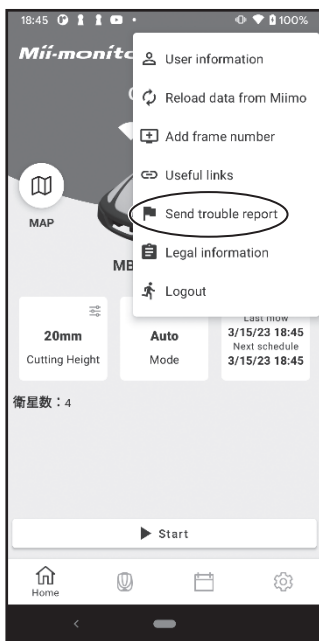 18:45
100%
Mii-monito
User information
Reload data from Miimo
Add frame number
Useful links
Send trouble report
Legal information
Logout
MAP
MB
20mm
Cutting Height
Auto
Mode
Last mow
3/15/23 18:45
Next schedule
3/15/23 18:45
衛星数：4
Start
Home